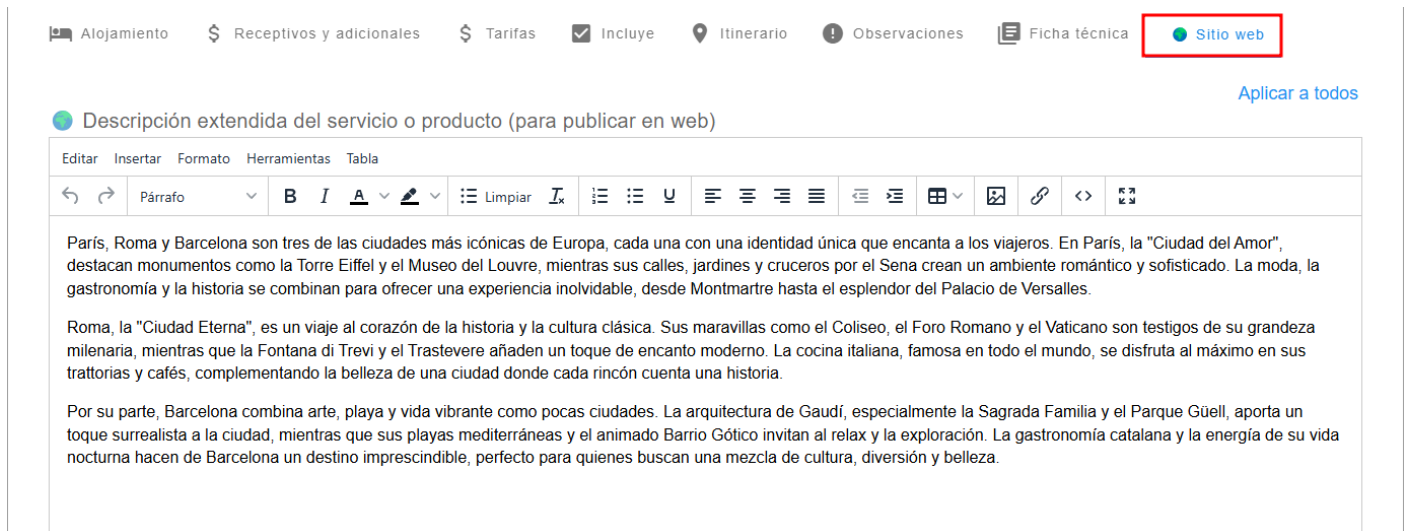 Alojamiento Receptivos y adicionales Tarifas Incluye Itinerario Observaciones Ficha técnica Sitio web
Aplicar a todos
Descripción extendida del servicio o producto (para publicar en web)
Editar Insertar Formato Herramientas Tabla
Párrafo B I A Limpiar
París, Roma y Barcelona son tres de las ciudades más icónicas de Europa, cada una con una identidad única que encanta a los viajeros. En París, la "Ciudad del Amor",
destacan monumentos como la Torre Eiffel y el Museo del Louvre, mientras sus calles, jardines y cruceros por el Sena crean un ambiente romántico y sofisticado. La moda, la
gastronomía y la historia se combinan para ofrecer una experiencia inolvidable, desde Montmartre hasta el esplendor del Palacio de Versalles.
Roma, la "Ciudad Eterna", es un viaje al corazón de la historia y la cultura clásica. Sus maravillas como el Coliseo, el Foro Romano y el Vaticano son testigos de su grandeza
milenaria, mientras que la Fontana di Trevi y el Trastevere añaden un toque de encanto moderno. La cocina italiana, famosa en todo el mundo, se disfruta al máximo en sus
trattorias y cafés, complementando la belleza de una ciudad donde cada rincón cuenta una historia.
Por su parte, Barcelona combina arte, playa y vida vibrante como pocas ciudades. La arquitectura de Gaudí, especialmente la Sagrada Familia y el Parque Güell, aporta un
toque surrealista a la ciudad, mientras que sus playas mediterráneas y el animado Barrio Gótico invitan al relax y la exploración. La gastronomía catalana y la energía de su vida
nocturna hacen de Barcelona un destino imprescindible, perfecto para quienes buscan una mezcla de cultura, diversión y belleza.